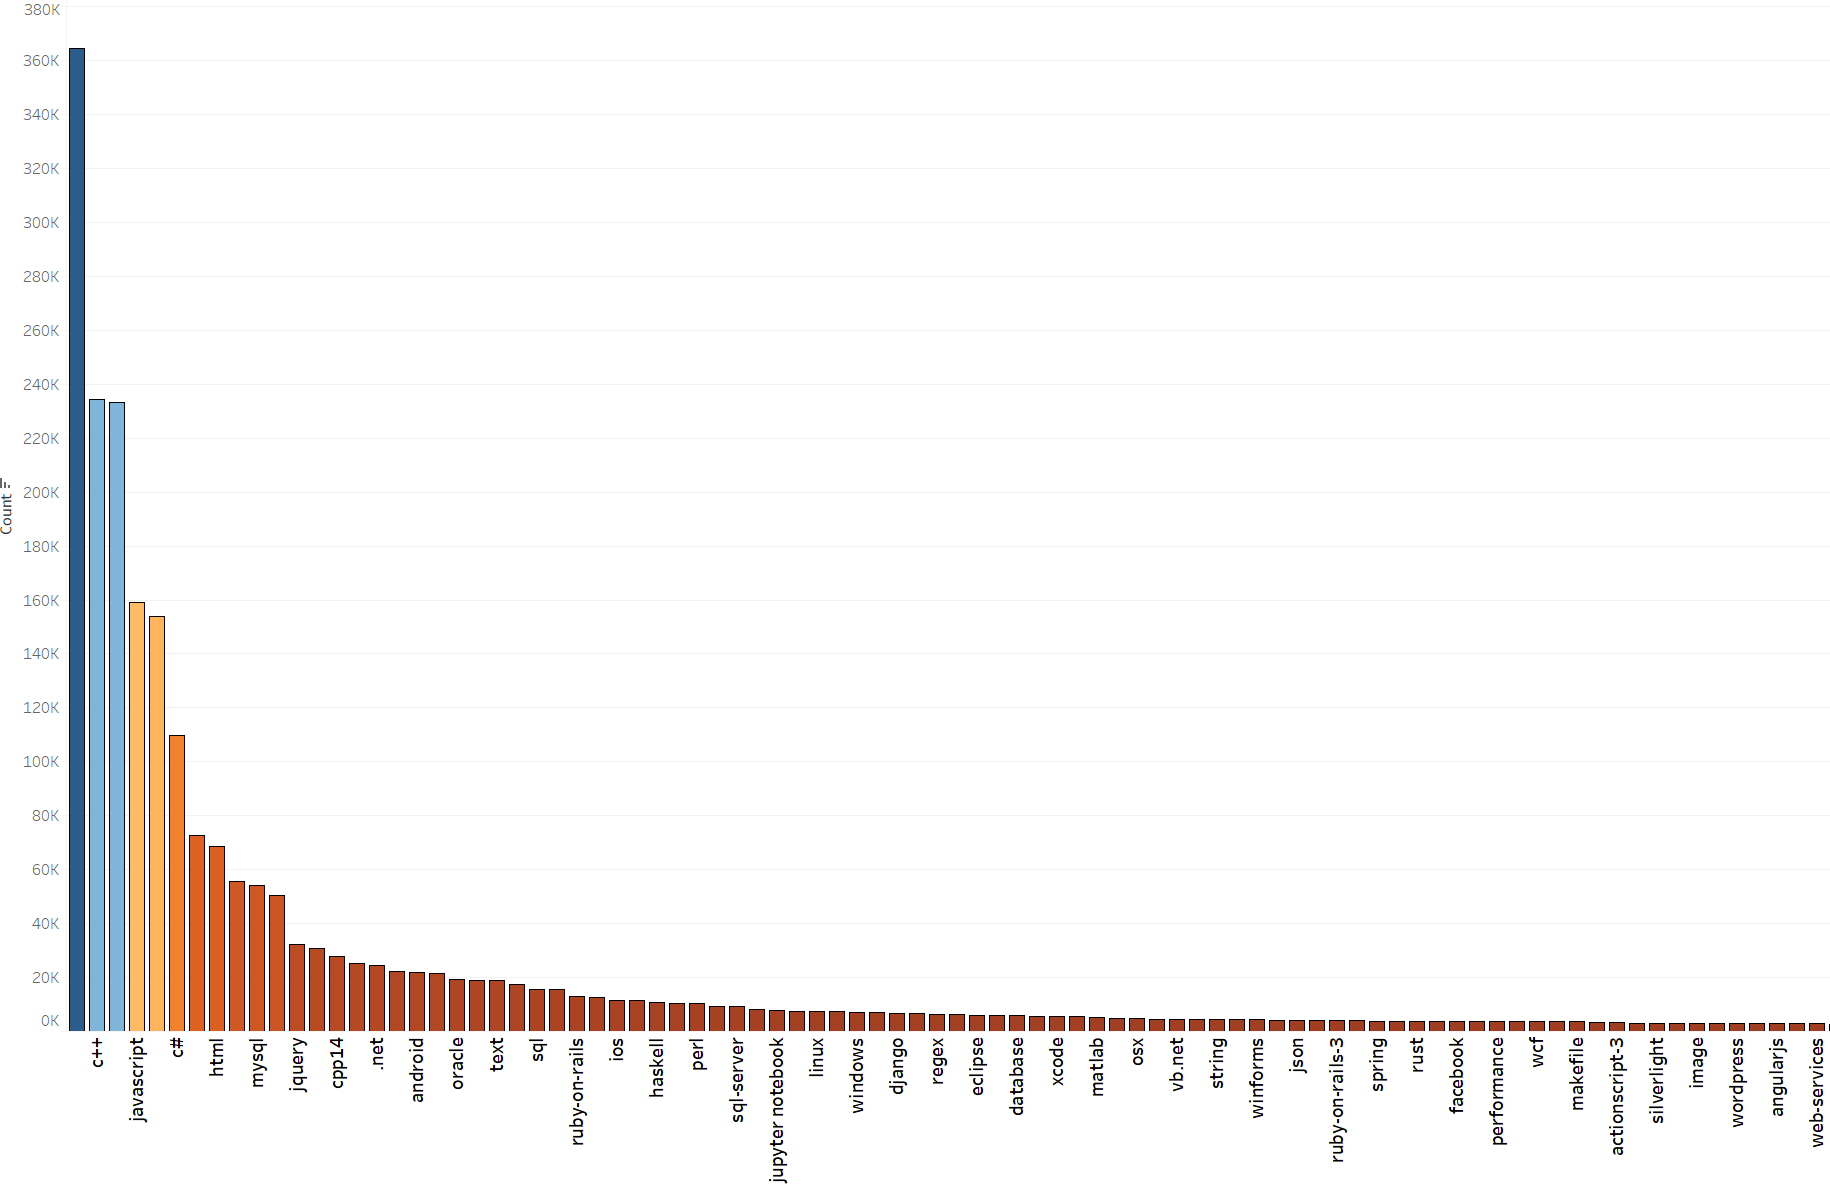 380K
360K
340K
320K
300K
280K
260K
240K
220K
200K
180K
160K
140K
120K
100K
80K
60K
40K
20K
0K
Count
c++
javascript
c#
html
mysql
jquery
cpp14
.net
android
oracle
text
sql
ruby-on-rails
ios
haskell
perl
sql-server
jupyter notebook
linux
windows
django
regex
eclipse
database
xcode
matlab
osx
vb.net
string
winforms
json
ruby-on-rails-3
spring
rust
facebook
performance
wcf
makefile
actionscript-3
silverlight
image
wordpress
angularjs
web-services